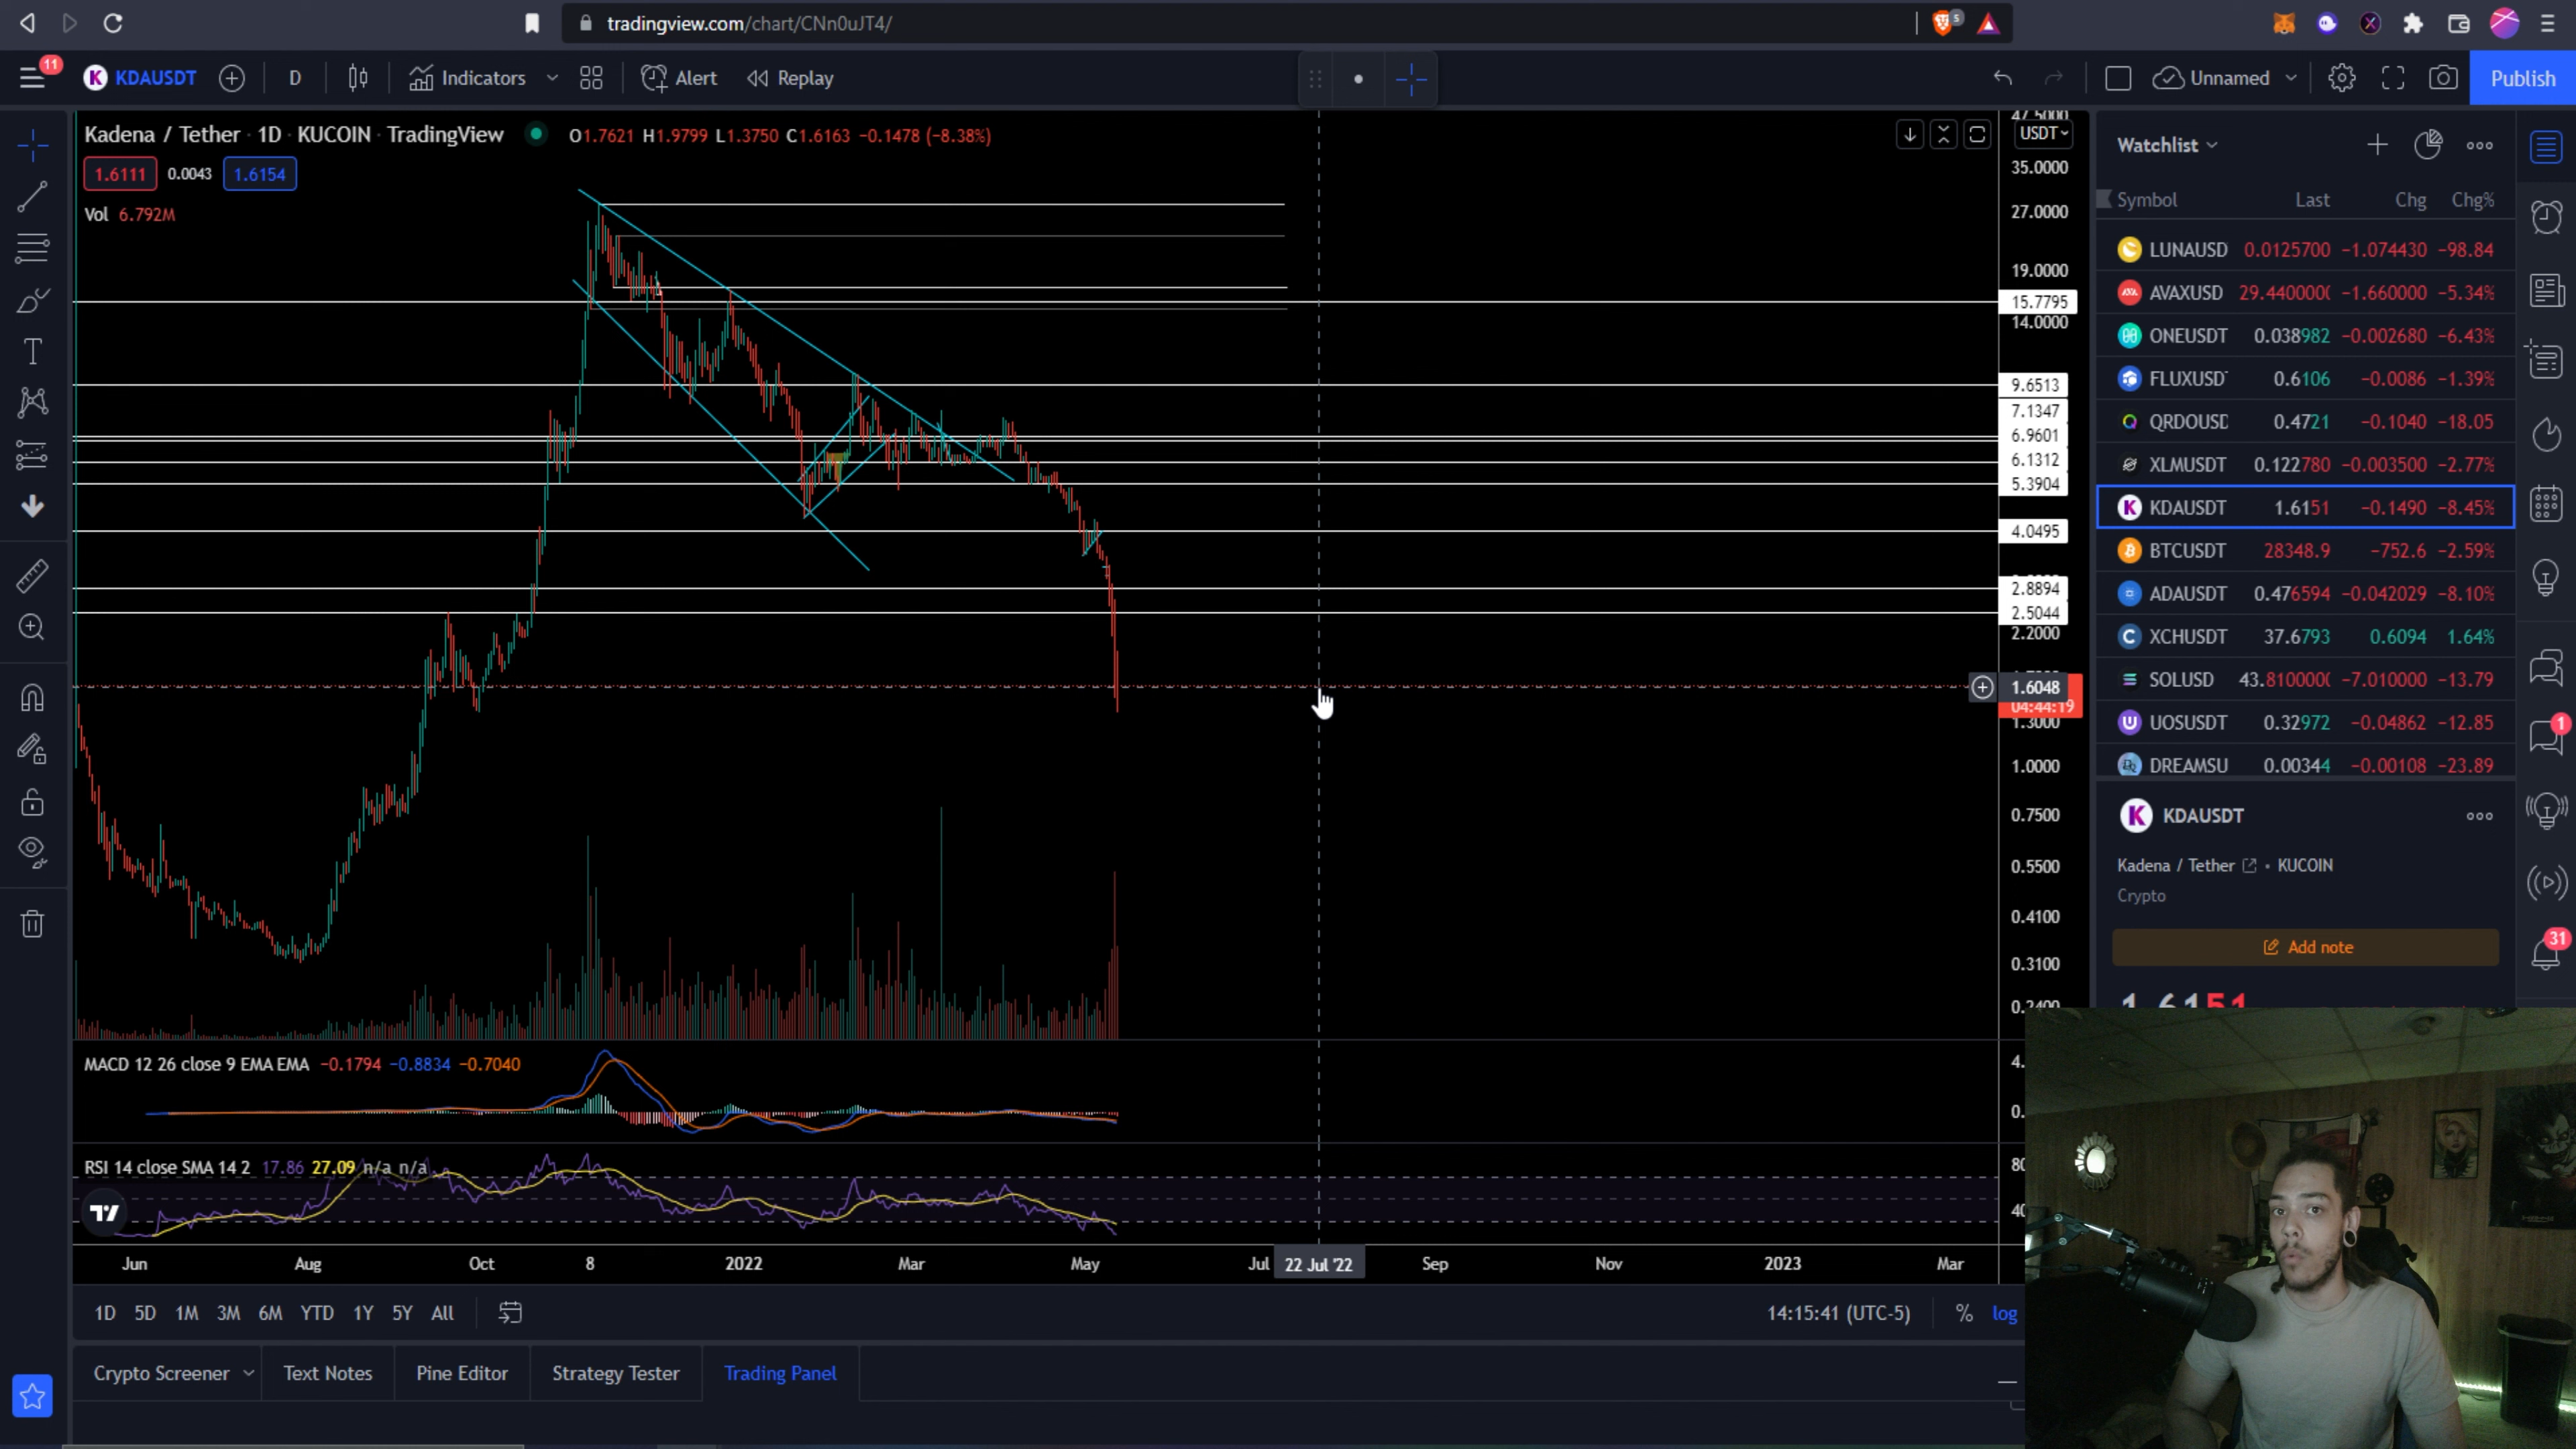 tradingview.com/chart/CNn0uJT4/
5
11
KDAUSDT
D
Indicators
Alert
Replay
Unnamed
Publish
Kadena / Tether · 1D · KUCOIN · TradingView
O1.7621 H1.9799 L1.3750 C1.6163 −0.1478 (−8.38%)
1.6111
0.0043
1.6154
Vol 6.792M
47.5000
USDT
35.0000
27.0000
19.0000
15.7795
14.0000
9.6513
7.1347
6.9601
6.1312
5.3904
4.0495
2.8894
2.5044
2.2000
1.6048
04:44:19
1.3000
1.0000
0.7500
0.5500
0.4100
0.3100
0.2400
MACD 12 26 close 9 EMA EMA −0.1794 −0.8834 −0.7040
4.
0.
RSI 14 close SMA 14 2 17.86 27.09 n/a n/a
80
40
Jun
Aug
Oct
8
2022
Mar
May
Jul
22 Jul '22
Sep
Nov
2023
Mar
1D 5D 1M 3M 6M YTD 1Y 5Y All
14:15:41 (UTC-5)
%
log
Crypto Screener
Text Notes
Pine Editor
Strategy Tester
Trading Panel
Watchlist
Symbol Last Chg Chg%
LUNAUSD 0.0125700 −1.074430 −98.84
AVAXUSD 29.4400000 −1.660000 −5.34%
ONEUSDT 0.038982 −0.002680 −6.43%
FLUXUSD 0.6106 −0.0086 −1.39%
QRDOUSD 0.4721 −0.1040 −18.05
XLMUSDT 0.122780 −0.003500 −2.77%
KDAUSDT 1.6151 −0.1490 −8.45%
BTCUSDT 28348.9 −752.6 −2.59%
ADAUSDT 0.476594 −0.042029 −8.10%
XCHUSDT 37.6793 0.6094 1.64%
SOLUSD 43.8100000 −7.010000 −13.79
UOSUSDT 0.32972 −0.04862 −12.85
DREAMSU 0.00344 −0.00108 −23.89
KDAUSDT
Kadena / Tether · KUCOIN
Crypto
Add note
1.6151
1
31